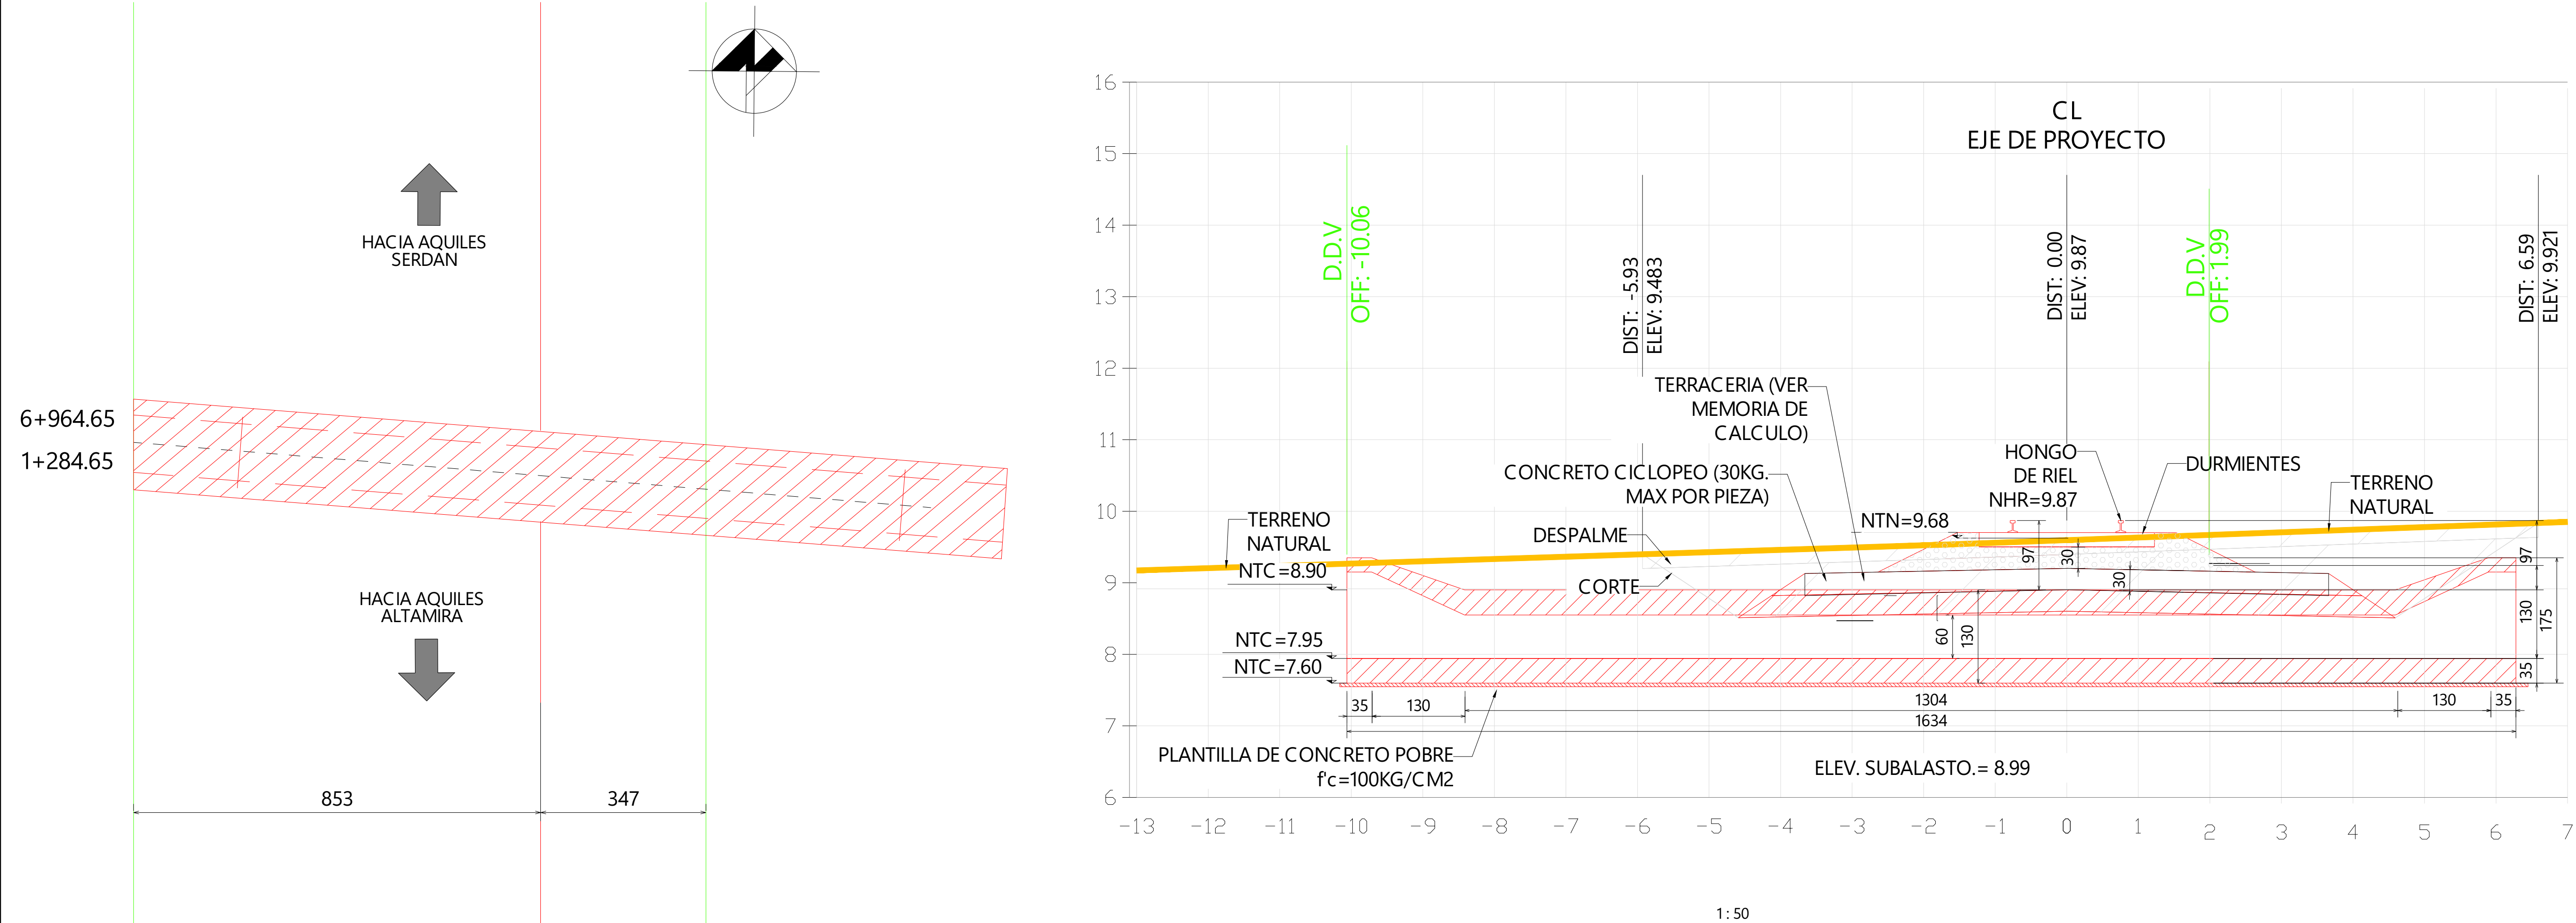 HACIA AQUILES
SERDAN
6+964.65
1+284.65
HACIA AQUILES
ALTAMIRA
853
347
16
15
14
13
12
11
10
9
8
7
6
CL
EJE DE PROYECTO
D.D.V
OFF: -10.06
DIST: -5.93
ELEV: 9.483
DIST: 0.00
ELEV: 9.87
D.D.V
OFF: 1.99
DIST: 6.59
ELEV: 9.921
TERRACERIA (VER
MEMORIA DE
CALCULO)
CONCRETO CICLOPEO (30KG.
MAX POR PIEZA)
HONGO
DE RIEL
NHR=9.87
DURMIENTES
TERRENO
NATURAL
TERRENO
NATURAL
DESPALME
NTN=9.68
NTC=8.90
CORTE
97
30
30
97
NTC=7.95
NTC=7.60
60
130
130
175
35
35
130
1304
130
35
1634
PLANTILLA DE CONCRETO POBRE
f'c=100KG/CM2
ELEV. SUBALASTO.= 8.99
-13 -12 -11 -10 -9 -8 -7 -6 -5 -4 -3 -2 -1 0 1 2 3 4 5 6 7
1:50